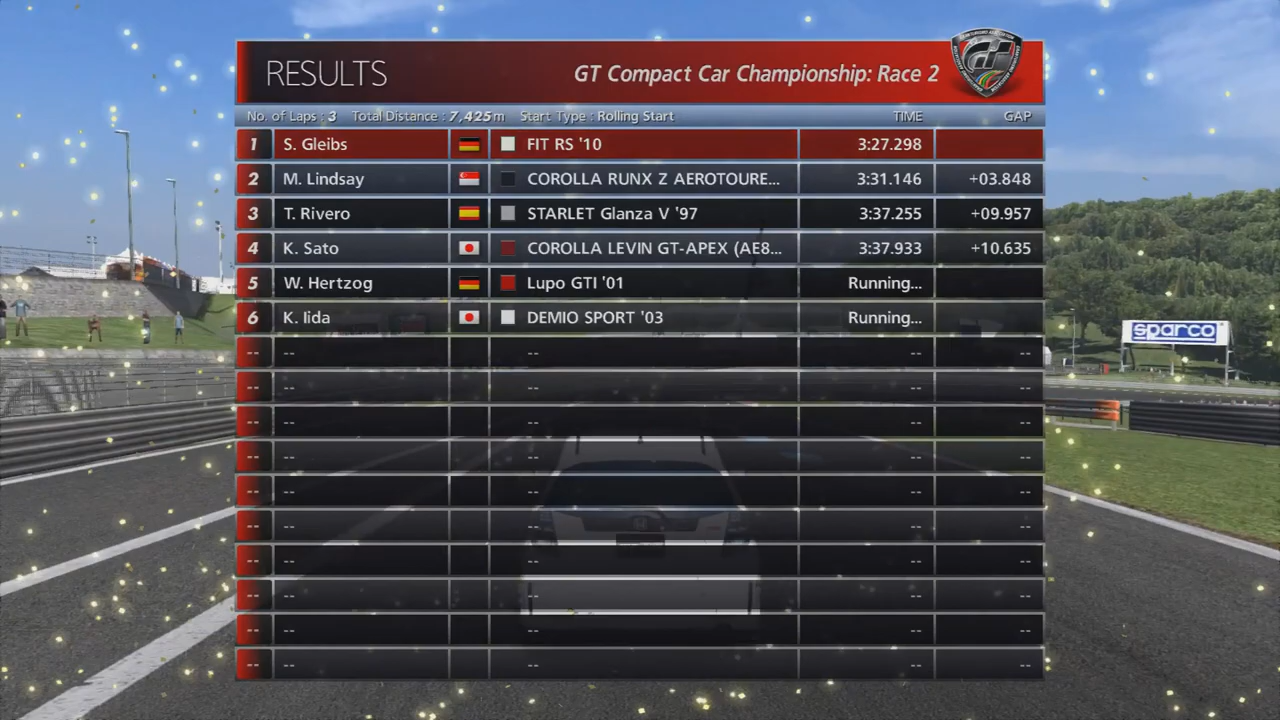 RESULTS
GT Compact Car Championship: Race 2
No. of Laps : 3 Total Distance : 7,425m Start Type : Rolling Start TIME GAP
1 S. Gleibs FIT RS '10 3:27.298
2 M. Lindsay COROLLA RUNX Z AEROTOURE... 3:31.146 +03.848
3 T. Rivero STARLET Glanza V '97 3:37.255 +09.957
4 K. Sato COROLLA LEVIN GT-APEX (AE8... 3:37.933 +10.635
5 W. Hertzog Lupo GTI '01 Running...
6 K. Iida DEMIO SPORT '03 Running...
-- -- -- -- --
-- -- -- -- --
-- -- -- -- --
-- -- -- -- --
-- -- -- -- --
-- -- -- -- --
-- -- -- -- --
-- -- -- -- --
-- -- -- -- --
-- -- -- -- --
sparco